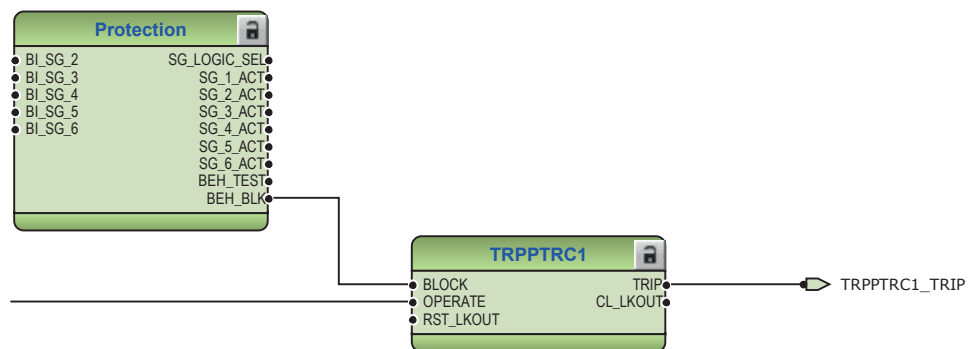 Protection
BI_SG_2 SG_LOGIC_SEL
BI_SG_3 SG_1_ACT
BI_SG_4 SG_2_ACT
BI_SG_5 SG_3_ACT
BI_SG_6 SG_4_ACT
SG_5_ACT
SG_6_ACT
BEH_TEST
BEH_BLK
TRPPTRC1
BLOCK TRIP
OPERATE CL_LKOUT
RST_LKOUT
TRPPTRC1_TRIP